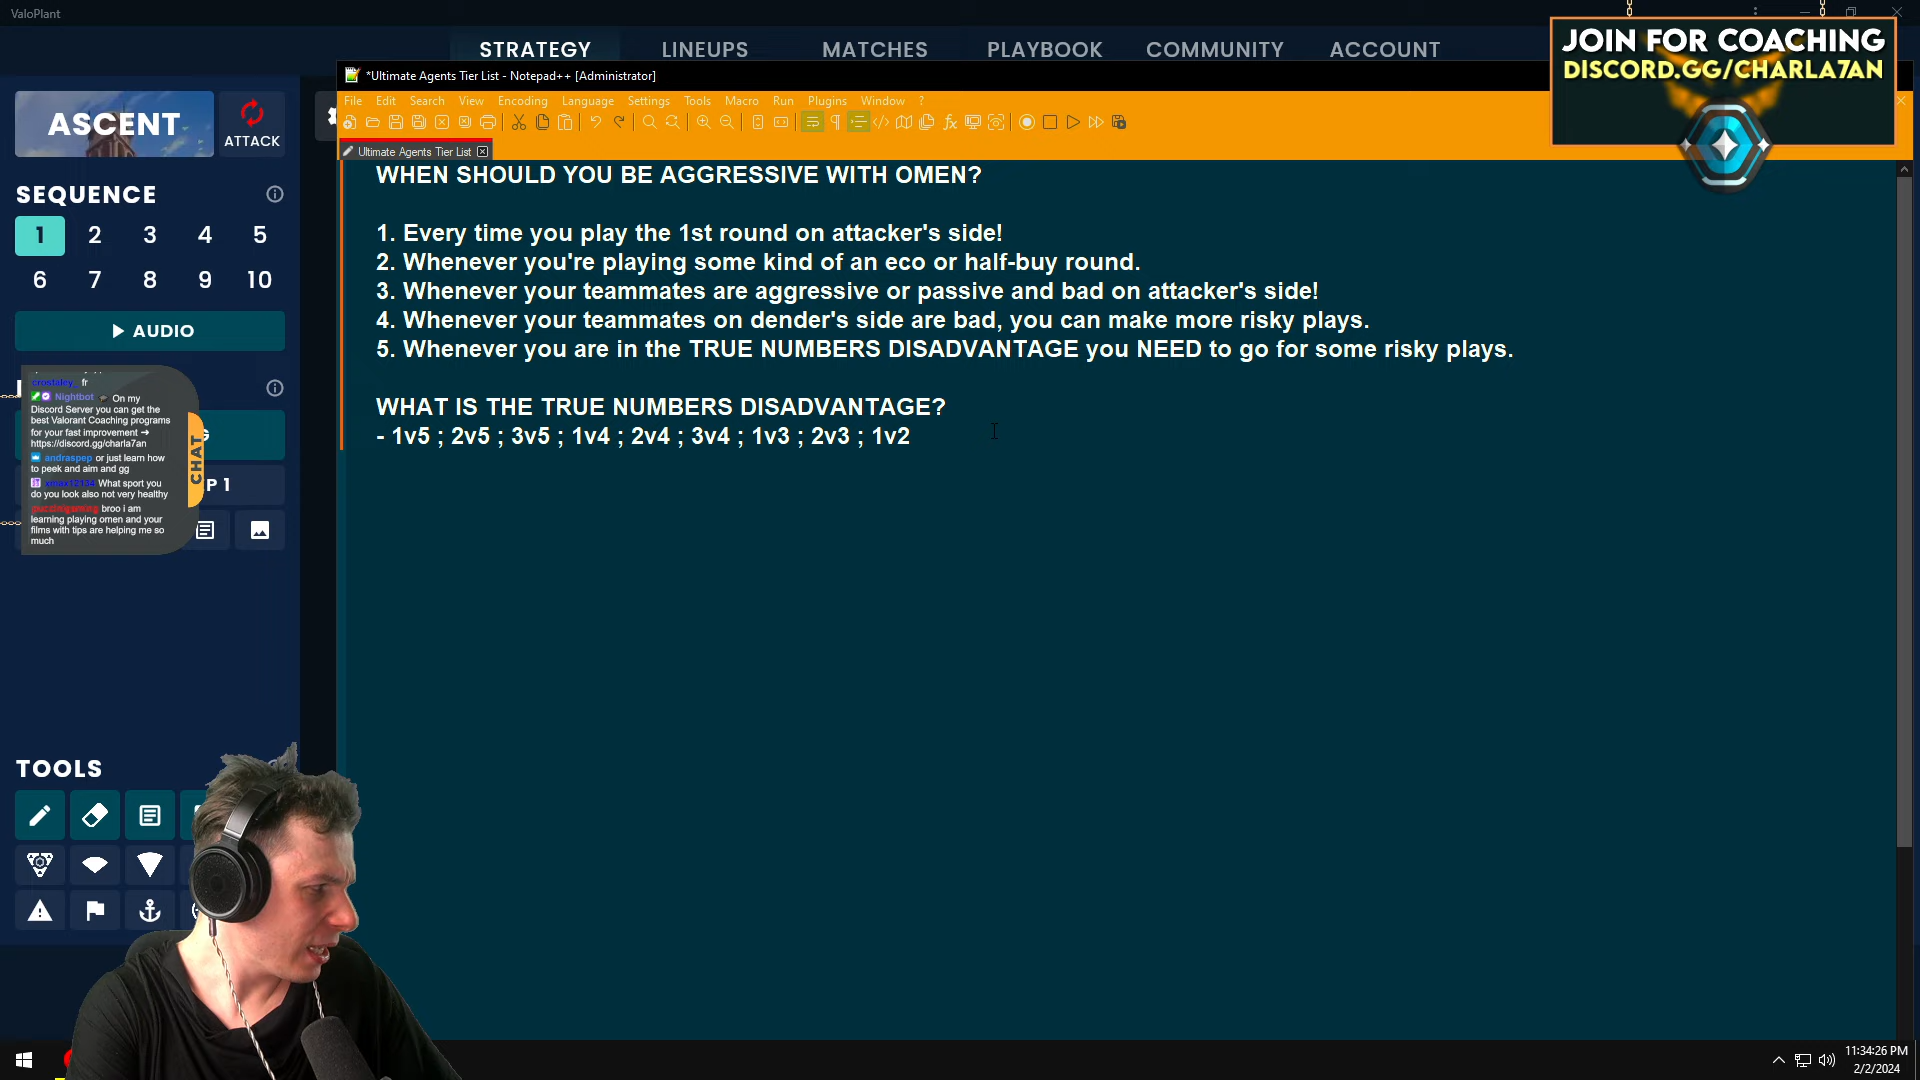 ValoPlant
STRATEGY LINEUPS MATCHES PLAYBOOK COMMUNITY ACCOUNT
JOIN FOR COACHING
DISCORD.GG/CHARLA7AN
*Ultimate Agents Tier List - Notepad++ [Administrator]
File Edit Search View Encoding Language Settings Tools Macro Run Plugins Window ?
Ultimate Agents Tier List
ASCENT
ATTACK
SEQUENCE
1 2 3 4 5
6 7 8 9 10
AUDIO
WHEN SHOULD YOU BE AGGRESSIVE WITH OMEN?
1. Every time you play the 1st round on attacker's side!
2. Whenever you're playing some kind of an eco or half-buy round.
3. Whenever your teammates are aggressive or passive and bad on attacker's side!
4. Whenever your teammates on dender's side are bad, you can make more risky plays.
5. Whenever you are in the TRUE NUMBERS DISADVANTAGE you NEED to go for some risky plays.
WHAT IS THE TRUE NUMBERS DISADVANTAGE?
- 1v5 ; 2v5 ; 3v5 ; 1v4 ; 2v4 ; 3v4 ; 1v3 ; 2v3 ; 1v2
crostaley_ fr
Nightbot On my
Discord Server you can get the
best Valorant Coaching programs
for your fast improvement ➜
https://discord.gg/charla7an
andraspep or just learn how
to peek and aim and gg
xmax12134 What sport you
do you look also not very healthy
broo i am
learning playing omen and your
films with tips are helping me so
much
CHAT
G
P 1
TOOLS
11:34:26 PM
2/2/2024